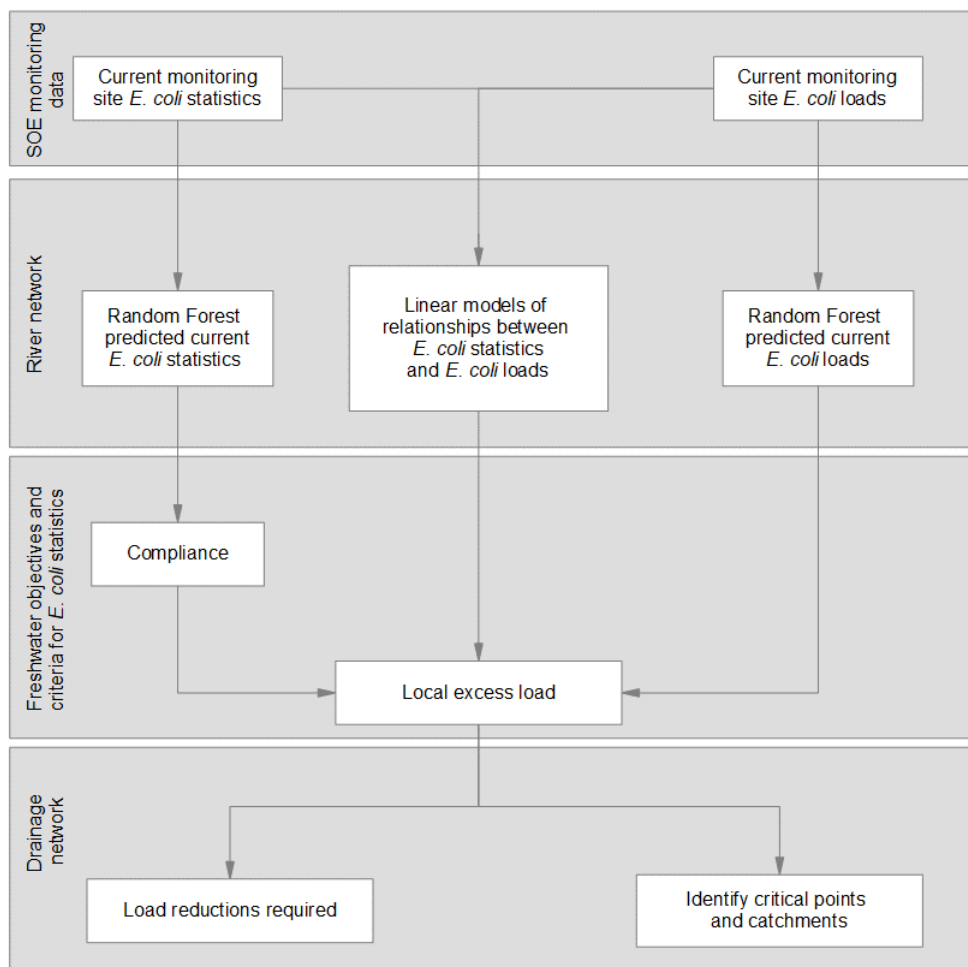 SOE monitoring
data
Current monitoring
site E. coli statistics
Current monitoring
site E. coli loads
River network
Random Forest
predicted current
E. coli statistics
Linear models of
relationships between
E. coli statistics
and E. coli loads
Random Forest
predicted current
E. coli loads
Freshwater objectives and
criteria for E. coli statistics
Compliance
Local excess load
Drainage
network
Load reductions required
Identify critical points
and catchments